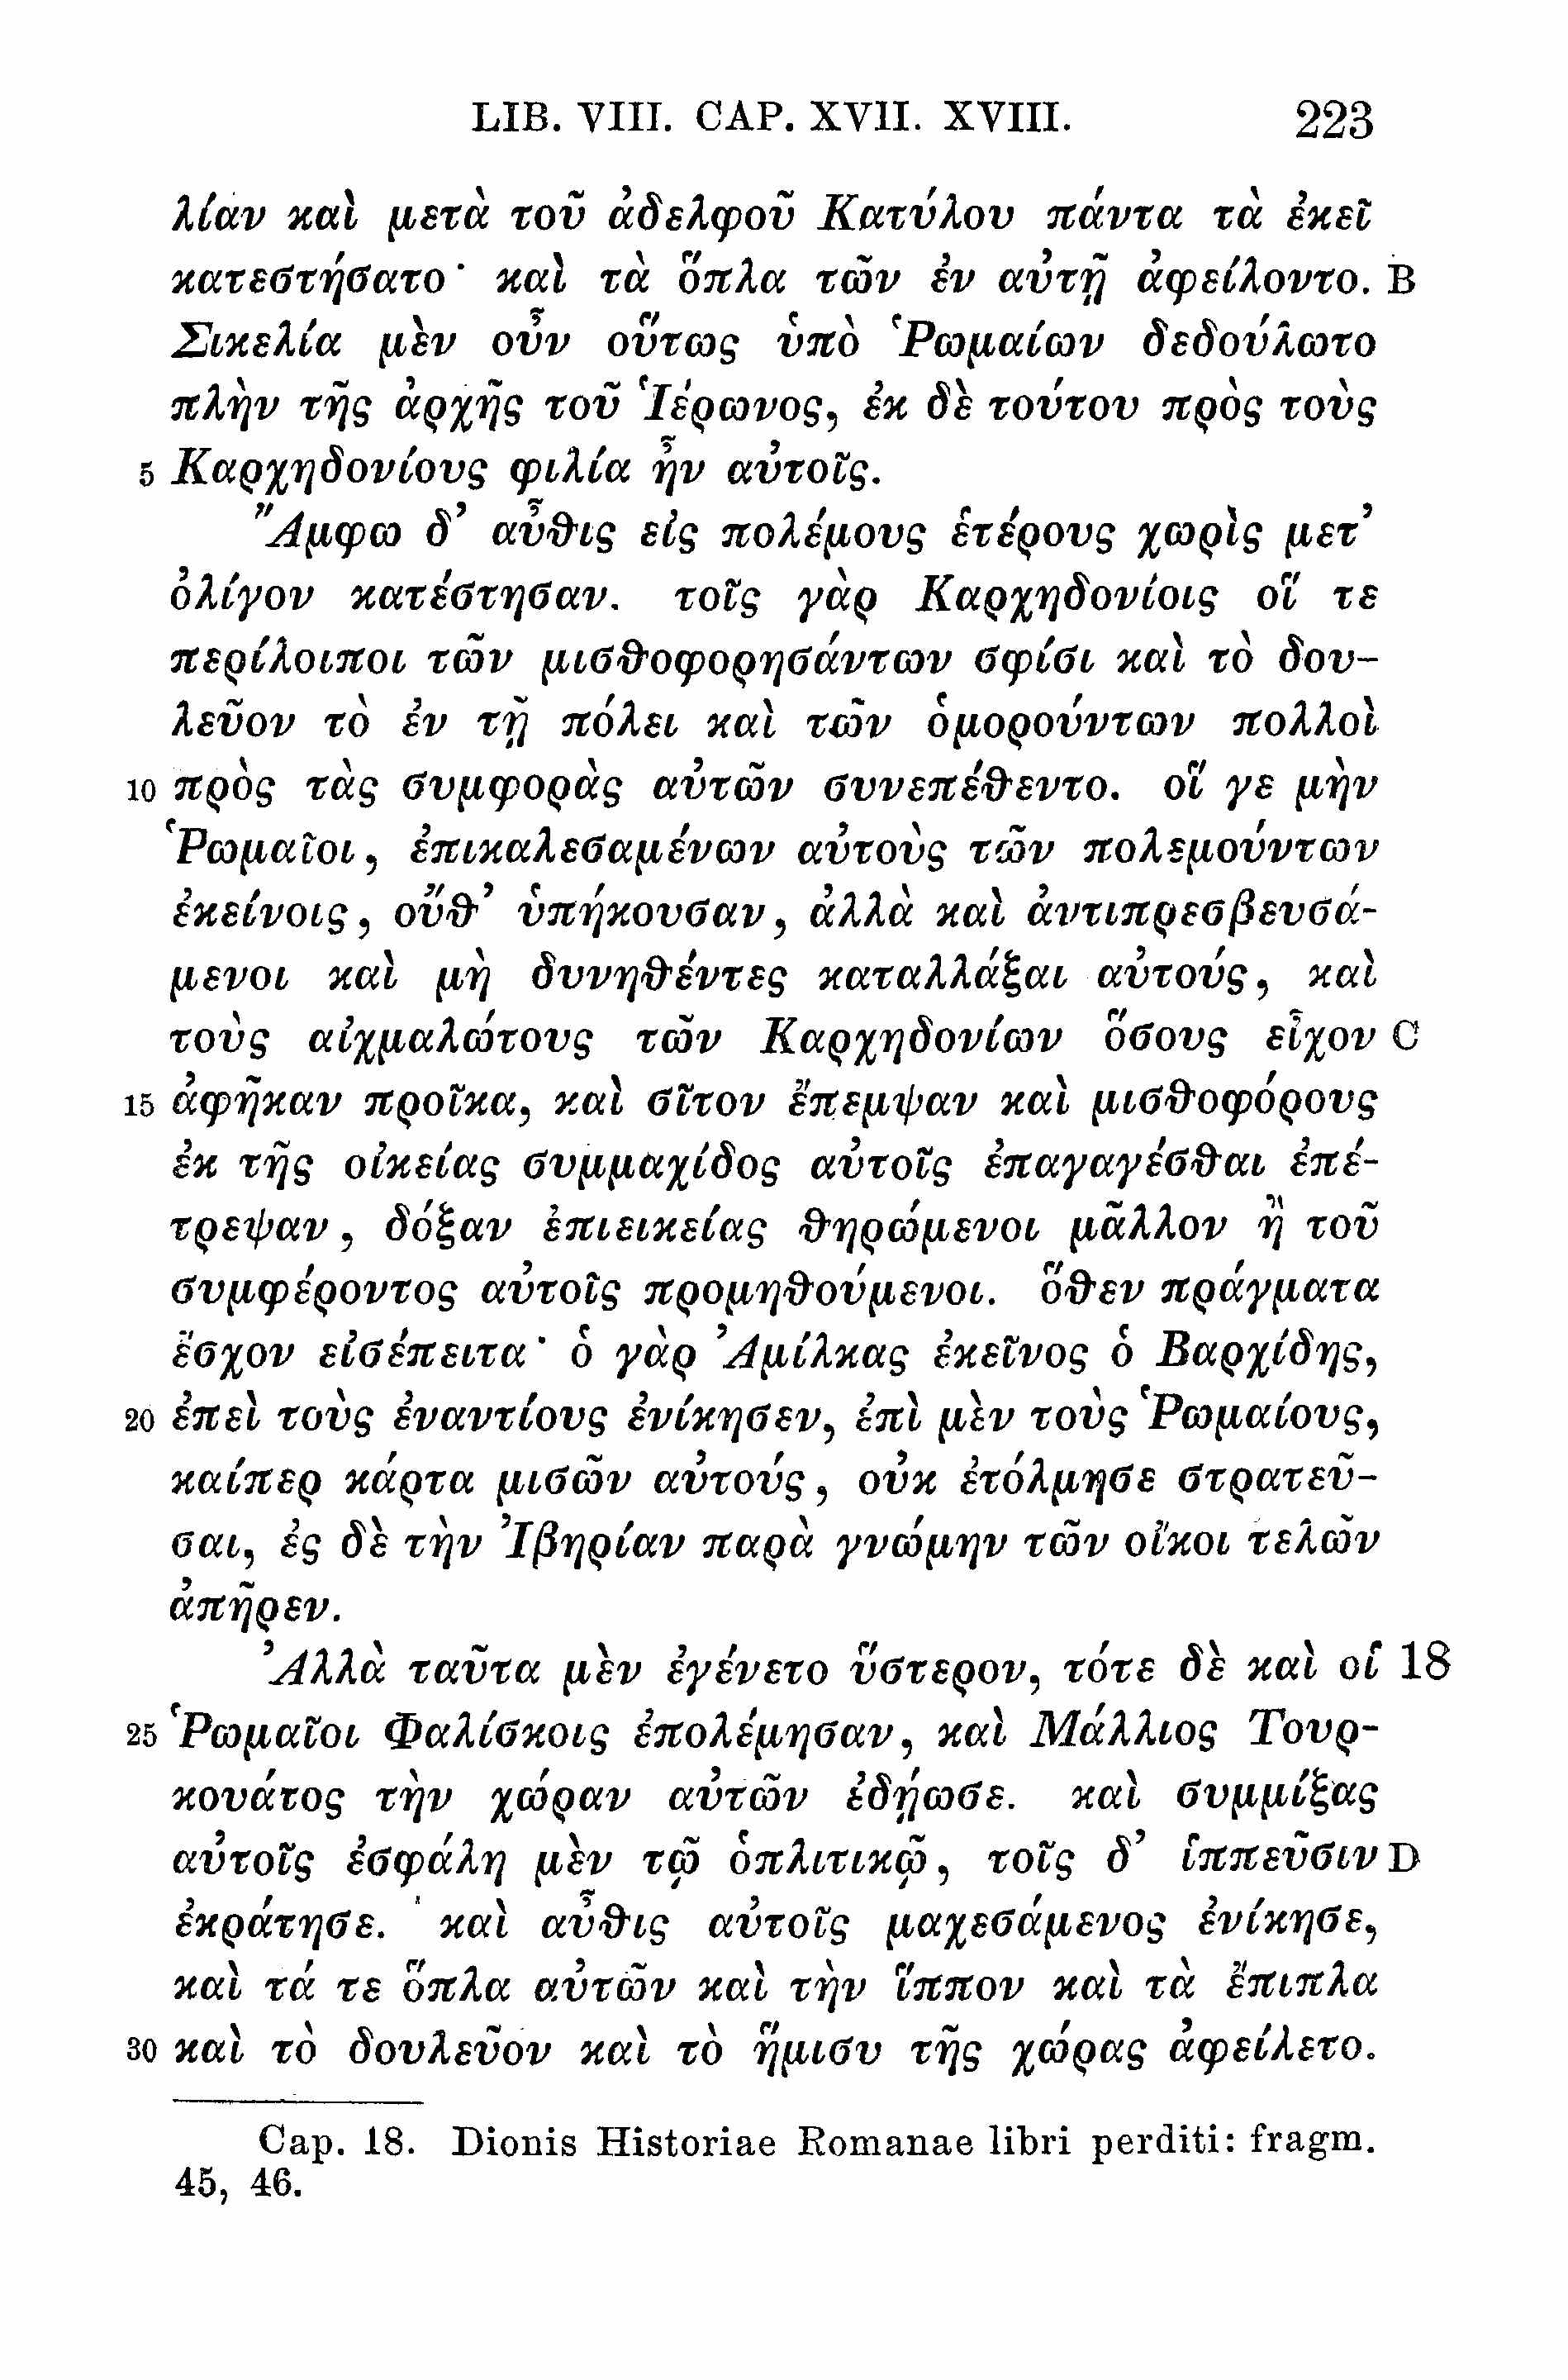 LIB. VIII. CAP. XVII. XVIII. 223
λίαν καὶ μετὰ τοῦ ἀδελφοῦ Κατύλου πάντα τὰ ἐκεῖ
κατεστήσατο· καὶ τὰ ὅπλα τῶν ἐν αὐτῇ ἀφείλοντο. B
Σικελία μὲν οὖν οὕτως ὑπὸ Ῥωμαίων δεδούλωτο
πλὴν τῆς ἀρχῆς τοῦ Ἱέρωνος, ἐκ δὲ τούτου πρὸς τοὺς
5 Καρχηδονίους φιλία ἦν αὐτοῖς.
Ἄμφω δ’ αὖθις εἰς πολέμους ἑτέρους χωρὶς μετ’
ὀλίγον κατέστησαν. τοῖς γὰρ Καρχηδονίοις οἵ τε
περίλοιποι τῶν μισθοφορησάντων σφίσι καὶ τὸ δου-
λεῦον τὸ ἐν τῇ πόλει καὶ τῶν ὁμορούντων πολλοὶ
10 πρὸς τὰς συμφορὰς αὐτῶν συνεπέθεντο. οἵ γε μὴν
Ῥωμαῖοι, ἐπικαλεσαμένων αὐτοὺς τῶν πολεμούντων
ἐκείνοις, οὔθ’ ὑπήκουσαν, ἀλλὰ καὶ ἀντιπρεσβευσά-
μενοι καὶ μὴ δυνηθέντες καταλλάξαι αὐτούς, καὶ
τοὺς αἰχμαλώτους τῶν Καρχηδονίων ὅσους εἶχον C
15 ἀφῆκαν προῖκα, καὶ σῖτον ἔπεμψαν καὶ μισθοφόρους
ἐκ τῆς οἰκείας συμμαχίδος αὐτοῖς ἐπαγαγέσθαι ἐπέ-
τρεψαν, δόξαν ἐπιεικείας θηρώμενοι μᾶλλον ἢ τοῦ
συμφέροντος αὐτοῖς προμηθούμενοι. ὅθεν πράγματα
ἔσχον εἰσέπειτα· ὁ γὰρ Ἀμίλκας ἐκεῖνος ὁ Βαρχίδης,
20 ἐπεὶ τοὺς ἐναντίους ἐνίκησεν, ἐπὶ μὲν τοὺς Ῥωμαίους,
καίπερ κάρτα μισῶν αὐτούς, οὐκ ἐτόλμησε στρατεῦ-
σαι, ἐς δὲ τὴν Ἰβηρίαν παρὰ γνώμην τῶν οἴκοι τελῶν
ἀπῆρεν.
Ἀλλὰ ταῦτα μὲν ἐγένετο ὕστερον, τότε δὲ καὶ οἱ 18
25 Ῥωμαῖοι Φαλίσκοις ἐπολέμησαν, καὶ Μάλλιος Τουρ-
κουάτος τὴν χώραν αὐτῶν ἐδῄωσε. καὶ συμμίξας
αὐτοῖς ἐσφάλη μὲν τῷ ὁπλιτικῷ, τοῖς δ’ ἱππεῦσιν D
ἐκράτησε. καὶ αὖθις αὐτοῖς μαχεσάμενος ἐνίκησε,
καὶ τά τε ὅπλα αὐτῶν καὶ τὴν ἵππον καὶ τὰ ἔπιπλα
30 καὶ τὸ δουλεῦον καὶ τὸ ἥμισυ τῆς χώρας ἀφείλετο.
Cap. 18. Dionis Historiae Romanae libri perditi: fragm.
45, 46.